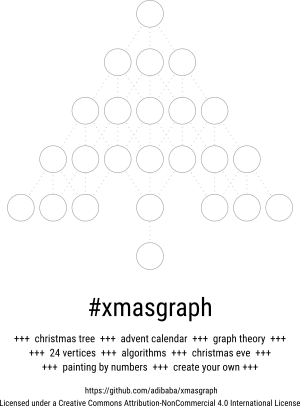 #xmasgraph
+++ christmas tree +++ advent calendar +++ graph theory +++
+++ 24 vertices +++ algorithms +++ christmas eve +++
+++ painting by numbers +++ create your own +++
https://github.com/adibaba/xmasgraph
Licensed under a Creative Commons Attribution-NonCommercial 4.0 International License